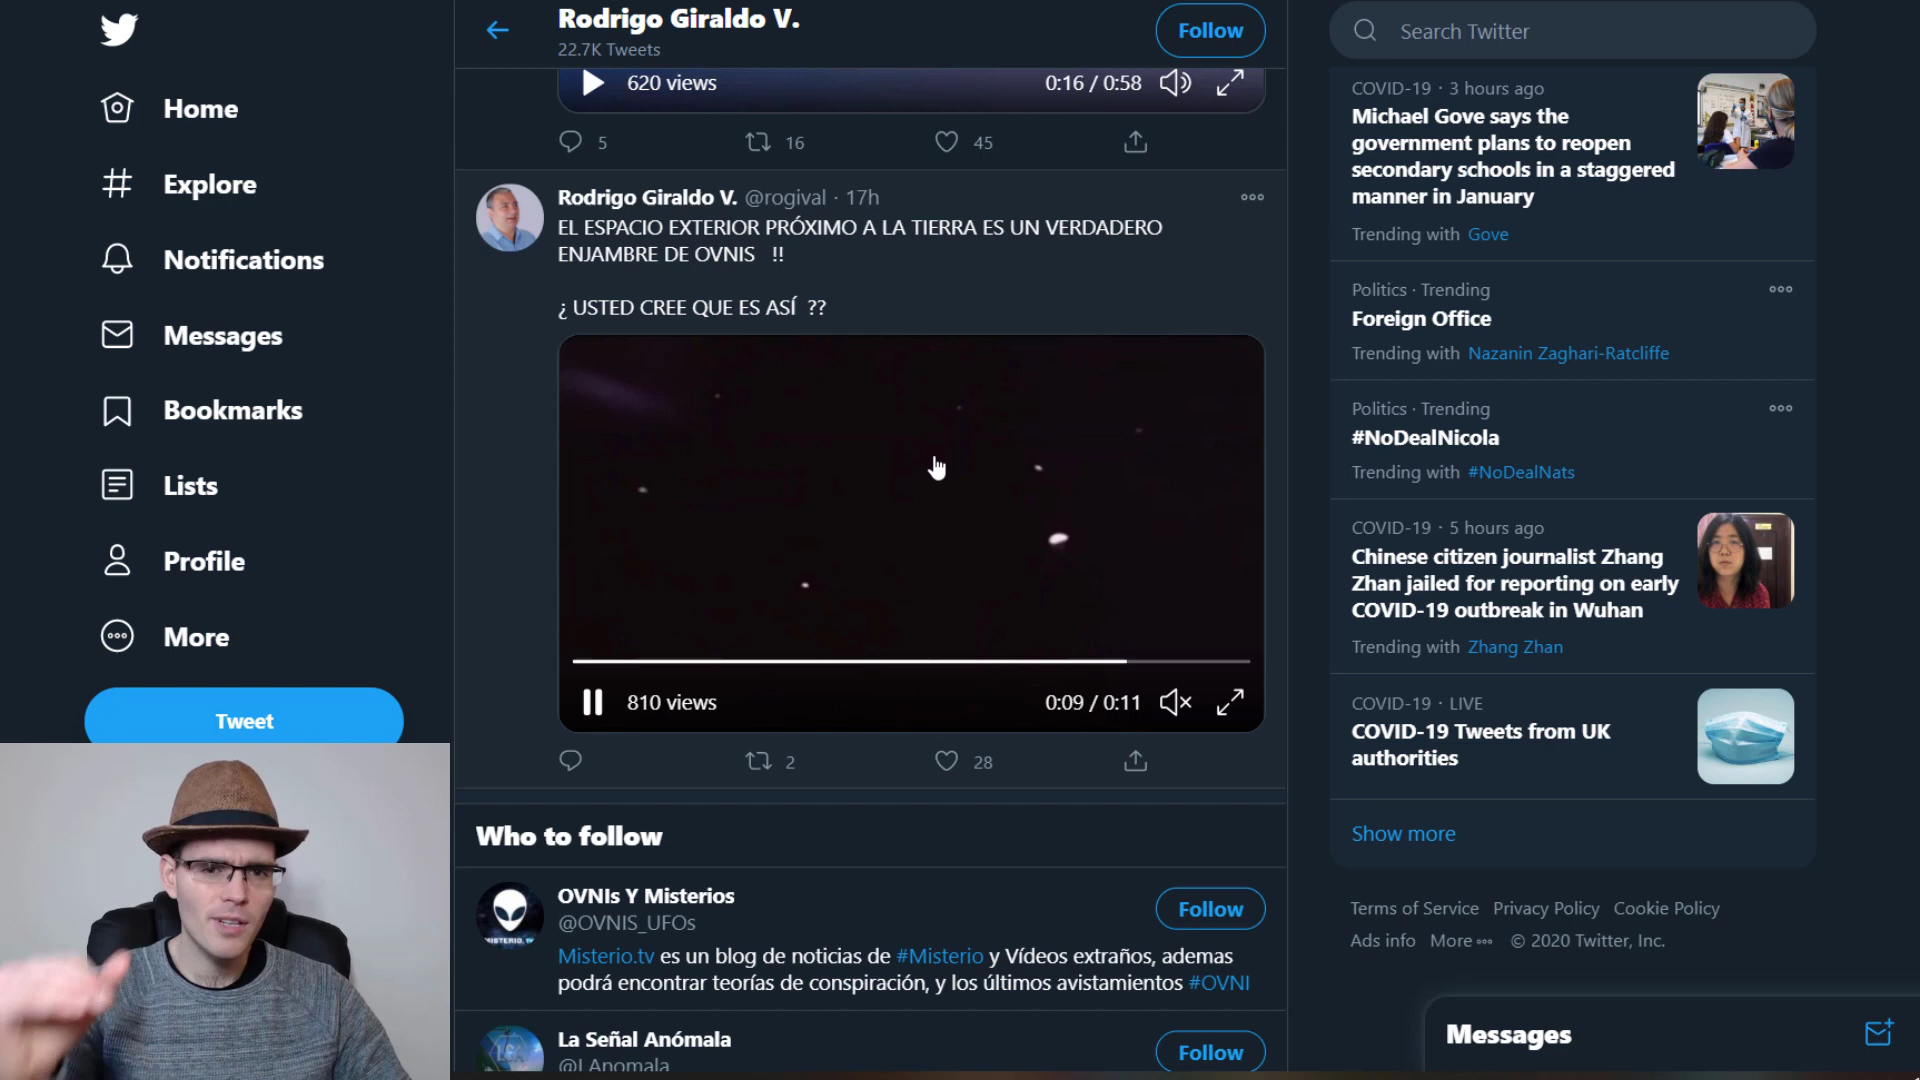 Home
Explore
Notifications
Messages
Bookmarks
Lists
Profile
More
Tweet
Rodrigo Giraldo V.
22.7K Tweets
Follow
620 views
0:16 / 0:58
5
16
45
Rodrigo Giraldo V. @rogival · 17h
EL ESPACIO EXTERIOR PRÓXIMO A LA TIERRA ES UN VERDADERO
ENJAMBRE DE OVNIS !!
¿ USTED CREE QUE ES ASÍ ??
810 views
0:09 / 0:11
2
28
Who to follow
OVNIs Y Misterios
@OVNIS_UFOs
Follow
Misterio.tv es un blog de noticias de #Misterio y Vídeos extraños, ademas
podrá encontrar teorías de conspiración, y los últimos avistamientos #OVNI
La Señal Anómala
@LAnomala
Follow
Search Twitter
COVID-19 · 3 hours ago
Michael Gove says the
government plans to reopen
secondary schools in a staggered
manner in January
Trending with Gove
Politics · Trending
Foreign Office
Trending with Nazanin Zaghari-Ratcliffe
Politics · Trending
#NoDealNicola
Trending with #NoDealNats
COVID-19 · 5 hours ago
Chinese citizen journalist Zhang
Zhan jailed for reporting on early
COVID-19 outbreak in Wuhan
Trending with Zhang Zhan
COVID-19 · LIVE
COVID-19 Tweets from UK
authorities
Show more
Terms of Service Privacy Policy Cookie Policy
Ads info More © 2020 Twitter, Inc.
Messages